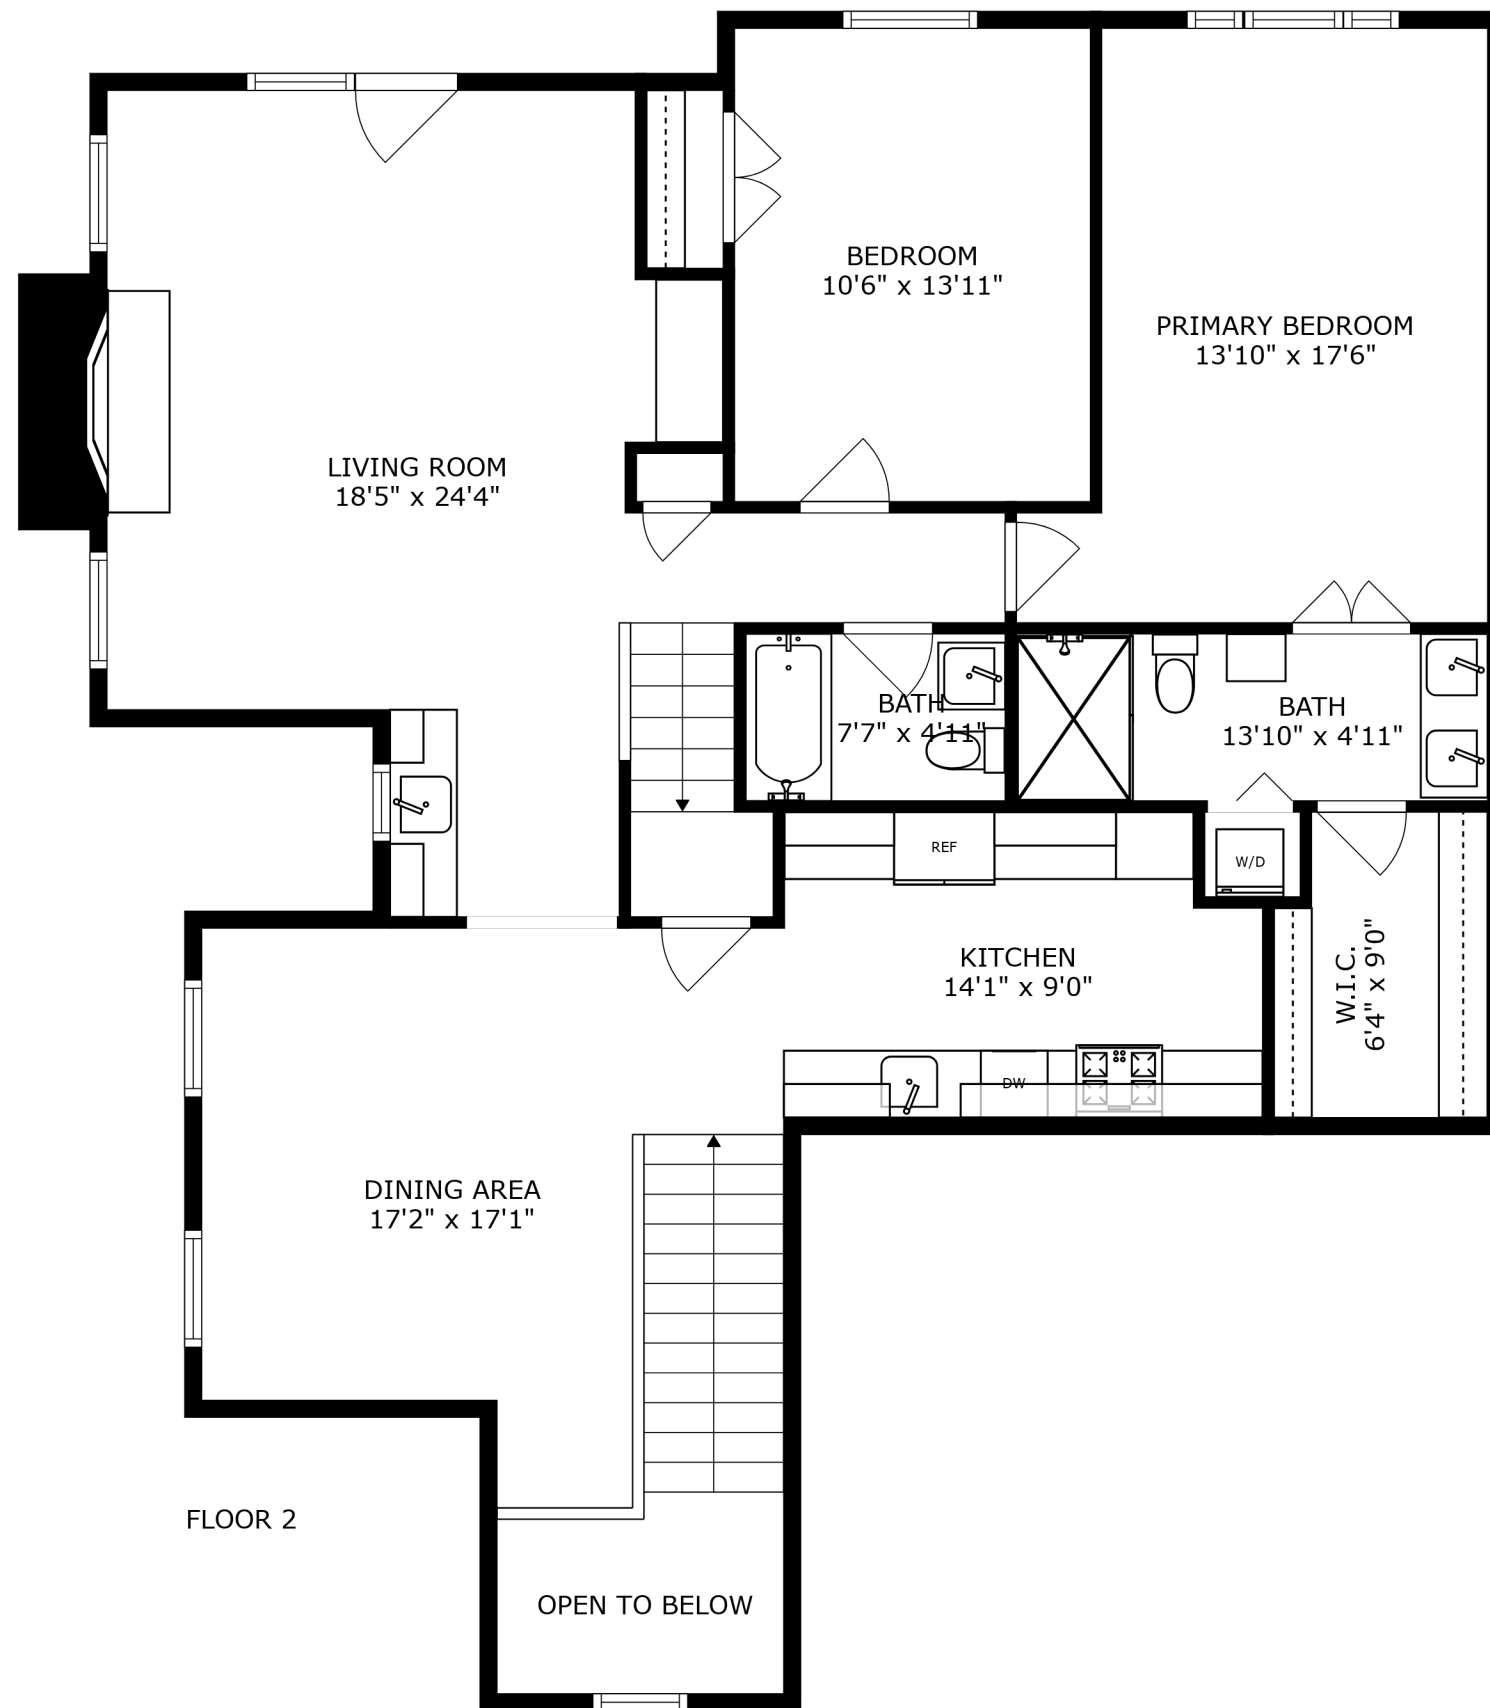 BEDROOM
10'6" x 13'11"
PRIMARY BEDROOM
13'10" x 17'6"
LIVING ROOM
18'5" x 24'4"
BATH
7'7" x 4'11"
BATH
13'10" x 4'11"
REF
W/D
KITCHEN
14'1" x 9'0"
W.I.C.
6'4" x 9'0"
DW
DINING AREA
17'2" x 17'1"
FLOOR 2
OPEN TO BELOW